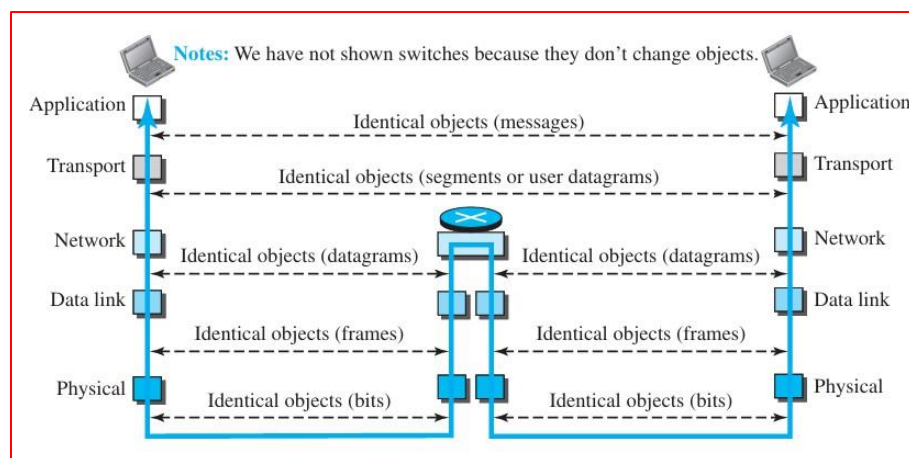 Notes: We have not shown switches because they don't change objects.
Application
Application
Identical objects (messages)
Transport
Transport
Identical objects (segments or user datagrams)
Network
Network
Identical objects (datagrams)
Identical objects (datagrams)
Data link
Data link
Identical objects (frames)
Identical objects (frames)
Physical
Physical
Identical objects (bits)
Identical objects (bits)